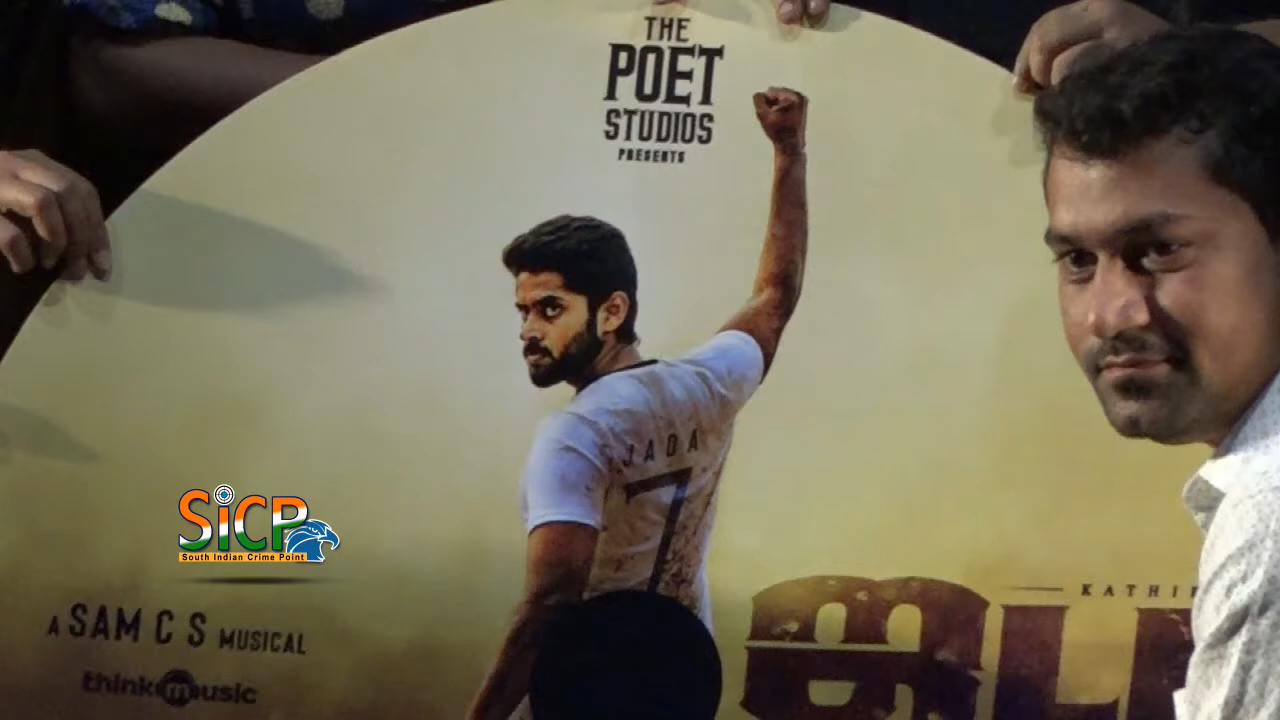 THE
POET
STUDIOS
PRESENTS
JADA
7
SiCP
South Indian Crime Point
A SAM C S MUSICAL
think music